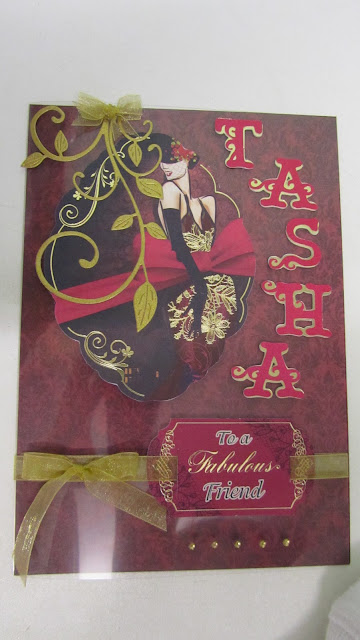 TASHA
To a
Fabulous
Friend